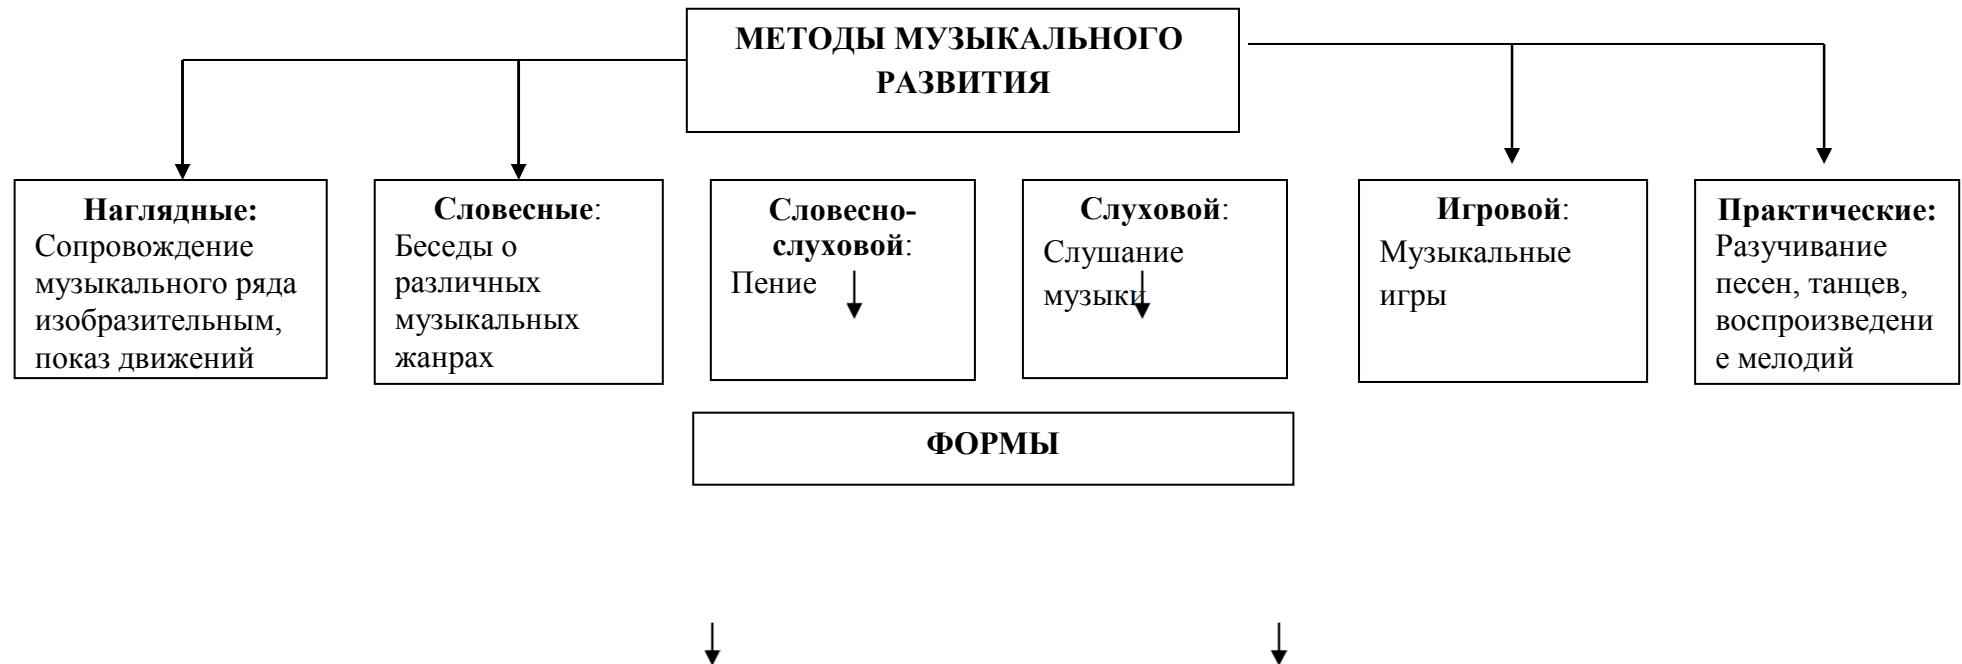 МЕТОДЫ МУЗЫКАЛЬНОГО
РАЗВИТИЯ
Наглядные:
Сопровождение
музыкального ряда
изобразительным,
показ движений
Словесные:
Беседы о
различных
музыкальных
жанрах
Словесно-
слуховой:
Пение
Слуховой:
Слушание
музыки
Игровой:
Музыкальные
игры
Практические:
Разучивание
песен, танцев,
воспроизведени
е мелодий
ФОРМЫ